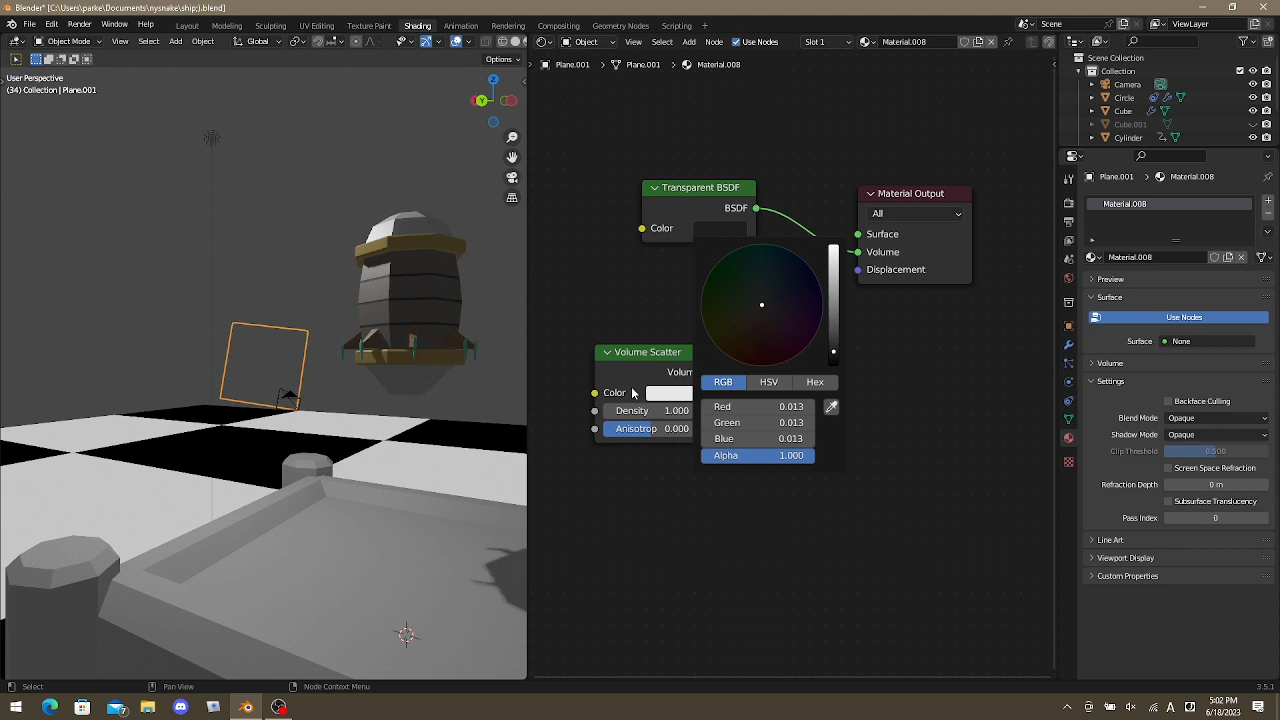 Blender* [C:\Users\parke\Documents\nysnake\ship;).blend]
File Edit Render Window Help Layout Modeling Sculpting UV Editing Texture Paint Shading Animation Rendering Compositing Geometry Nodes Scripting + Scene ViewLayer
Object Mode View Select Add Object Global
Object View Select Add Node Use Nodes Slot 1 Material.008
Options
User Perspective
(34) Collection | Plane.001
Z
Y
Plane.001 > Plane.001 > Material.008
Transparent BSDF
BSDF
Color
Material Output
All
Surface
Volume
Displacement
Volume Scatter
Volum
Color
Density 1.000
Anisotrop 0.000
RGB HSV Hex
Red 0.013
Green 0.013
Blue 0.013
Alpha 1.000
Scene Collection
Collection
Camera
Circle
Cube
Cube.001
Cylinder
Plane.001 > Material.008
Material.008
Material.008
Preview
Surface
Use Nodes
Surface None
Volume
Settings
Backface Culling
Blend Mode Opaque
Shadow Mode Opaque
Clip Threshold 0.500
Screen Space Refraction
Refraction Depth 0 m
Subsurface Translucency
Pass Index 0
Line Art
Viewport Display
Custom Properties
Select Pan View Node Context Menu 3.5.1
7
A
5:02 PM
6/18/2023